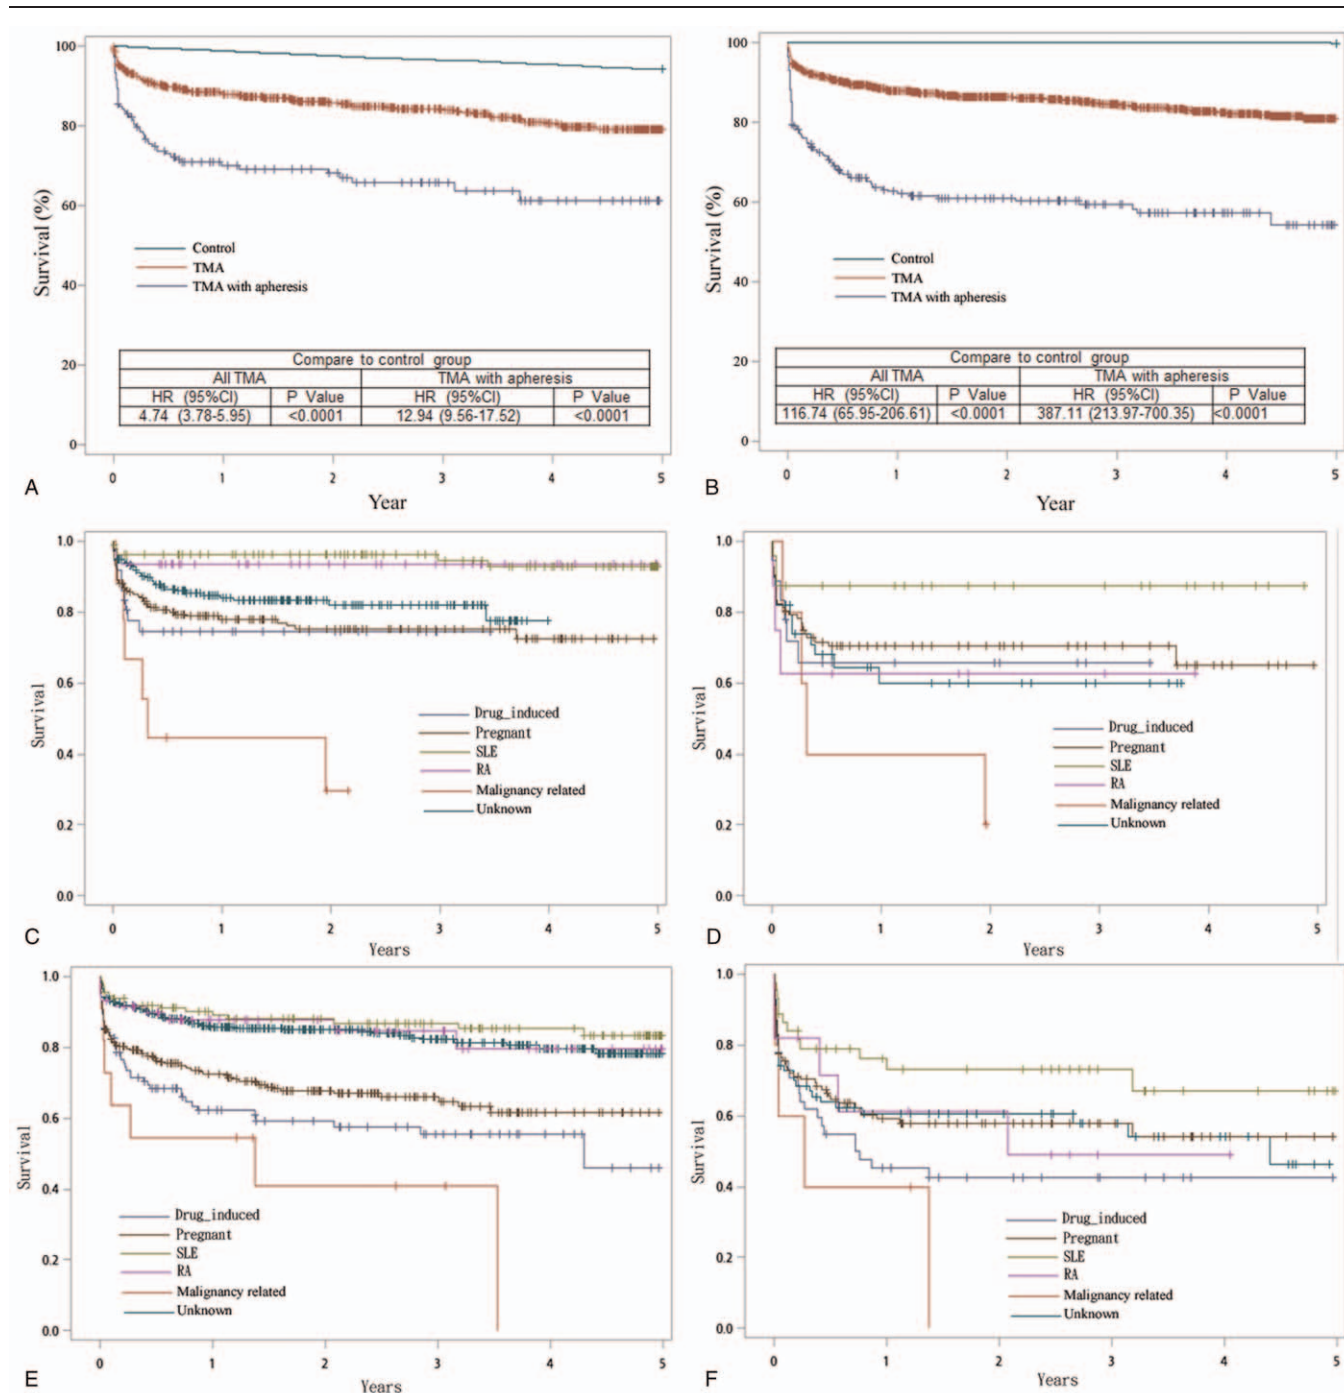 100
80
60
40
20
0
Survival (%)
Control
TMA
TMA with apheresis
Compare to control group
All TMA TMA with apheresis
HR (95%CI) P Value HR (95%CI) P Value
4.74 (3.78-5.95) <0.0001 12.94 (9.56-17.52) <0.0001
0 1 2 3 4 5
A
Year
100
80
60
40
20
0
Survival (%)
Control
TMA
TMA with apheresis
Compare to control group
All TMA TMA with apheresis
HR (95%CI) P Value HR (95%CI) P Value
116.74 (65.95-206.61) <0.0001 387.11 (213.97-700.35) <0.0001
0 1 2 3 4 5
B
Year
1.0
0.8
0.6
0.4
0.2
0.0
Survival
Drug_induced
Pregnant
SLE
RA
Malignancy related
Unknown
0 1 2 3 4 5
C
Years
1.0
0.8
0.6
0.4
0.2
0.0
Survival
Drug_induced
Pregnant
SLE
RA
Malignancy related
Unknown
0 1 2 3 4 5
D
Years
1.0
0.8
0.6
0.4
0.2
0.0
Survival
Drug_induced
Pregnant
SLE
RA
Malignancy related
Unknown
0 1 2 3 4 5
E
Years
1.0
0.8
0.6
0.4
0.2
0.0
Survival
Drug_induced
Pregnant
SLE
RA
Malignancy related
Unknown
0 1 2 3 4 5
F
Years